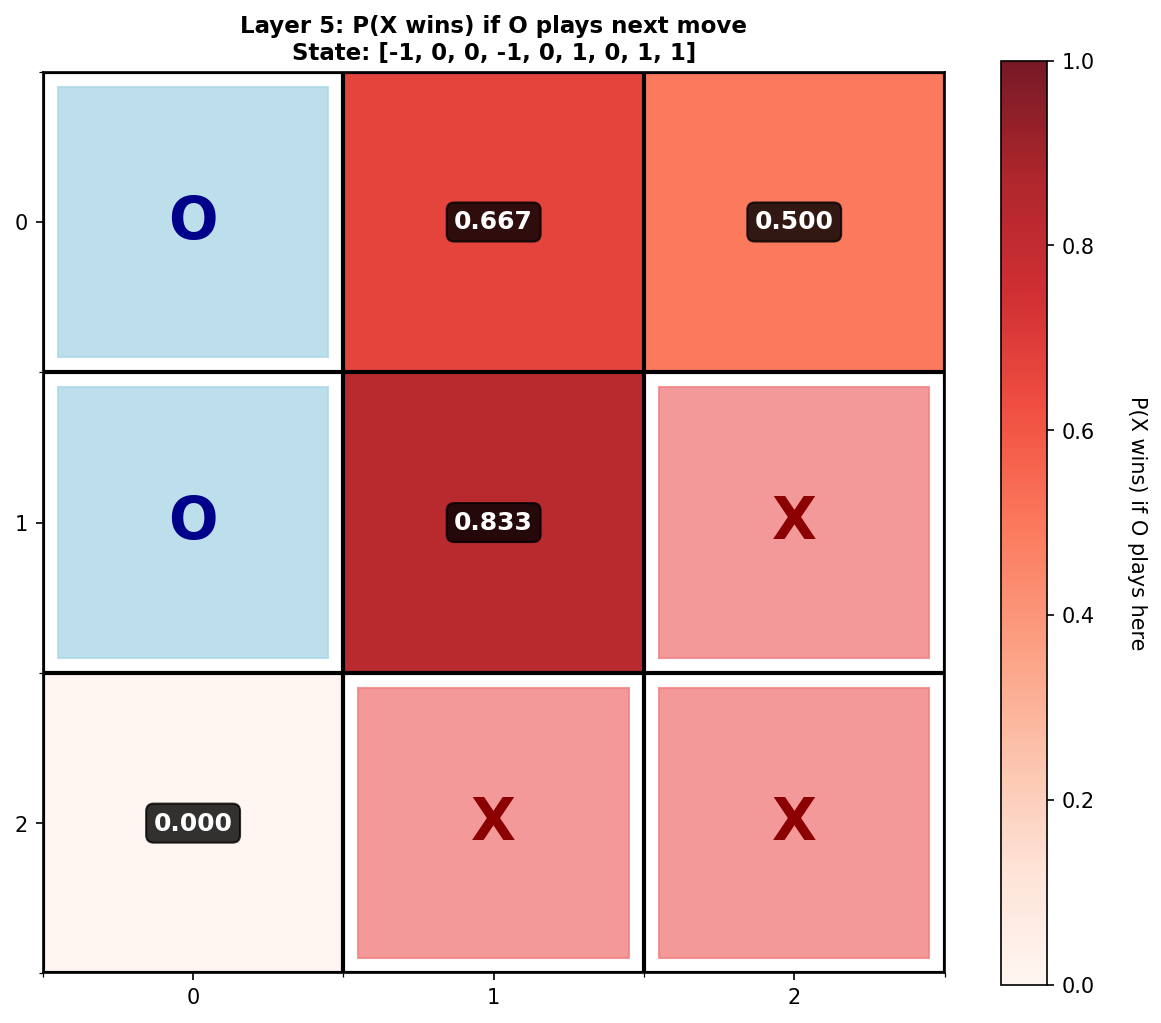 Layer 5: P(X wins) if O plays next move
State: [-1, 0, 0, -1, 0, 1, 0, 1, 1]
0
O
0.667
0.500
1
O
0.833
X
2
0.000
X
X
0
1
2
1.0
0.8
0.6
0.4
0.2
0.0
P(X wins) if O plays here